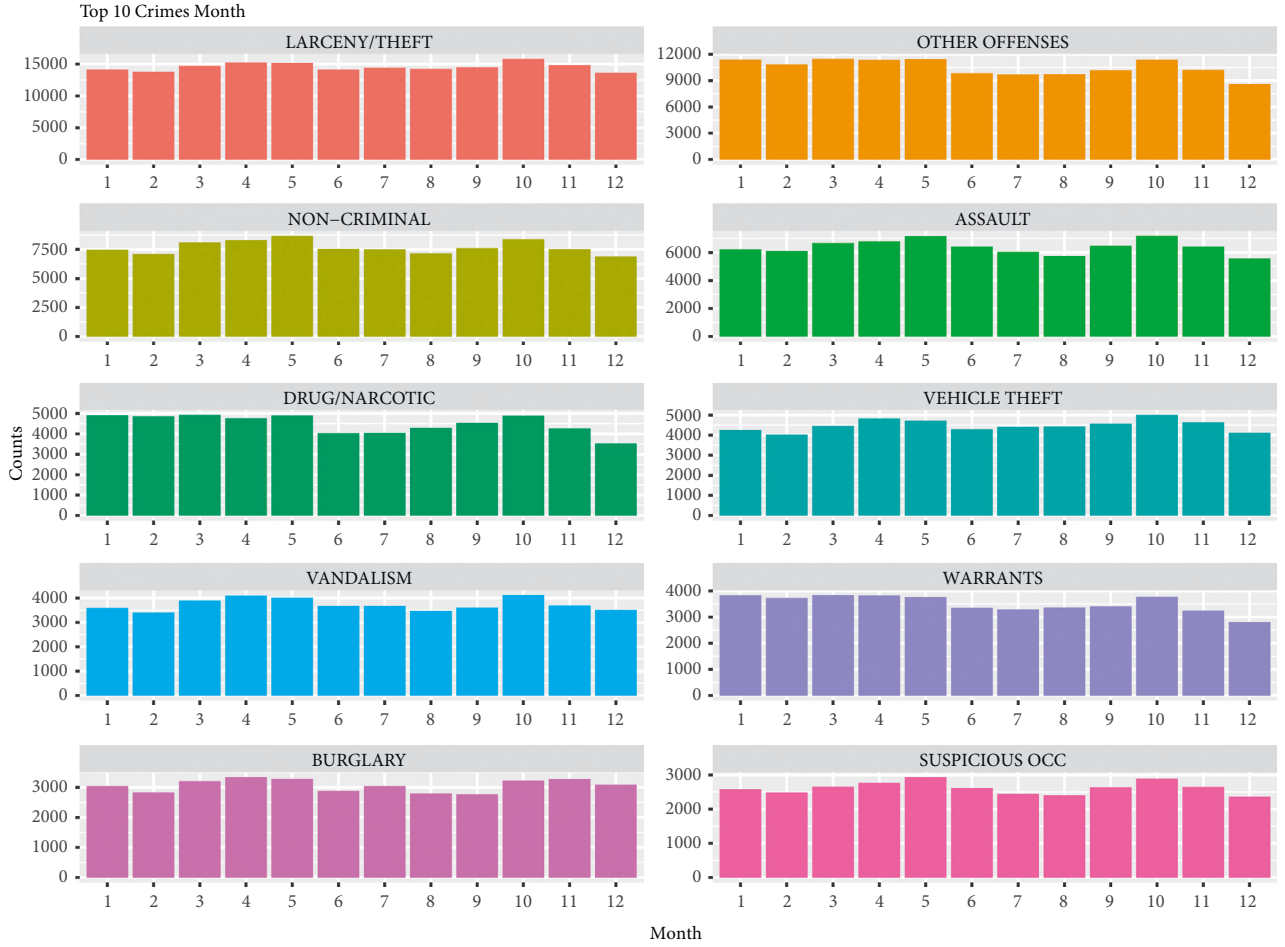 Top 10 Crimes Month
LARCENY/THEFT
15000
10000
5000
0
1 2 3 4 5 6 7 8 9 10 11 12
OTHER OFFENSES
12000
9000
6000
3000
0
1 2 3 4 5 6 7 8 9 10 11 12
NON−CRIMINAL
7500
5000
2500
0
1 2 3 4 5 6 7 8 9 10 11 12
ASSAULT
6000
4000
2000
0
1 2 3 4 5 6 7 8 9 10 11 12
Counts
DRUG/NARCOTIC
5000
4000
3000
2000
1000
0
1 2 3 4 5 6 7 8 9 10 11 12
VEHICLE THEFT
5000
4000
3000
2000
1000
0
1 2 3 4 5 6 7 8 9 10 11 12
VANDALISM
4000
3000
2000
1000
0
1 2 3 4 5 6 7 8 9 10 11 12
WARRANTS
4000
3000
2000
1000
0
1 2 3 4 5 6 7 8 9 10 11 12
BURGLARY
3000
2000
1000
0
1 2 3 4 5 6 7 8 9 10 11 12
SUSPICIOUS OCC
3000
2000
1000
0
1 2 3 4 5 6 7 8 9 10 11 12
Month